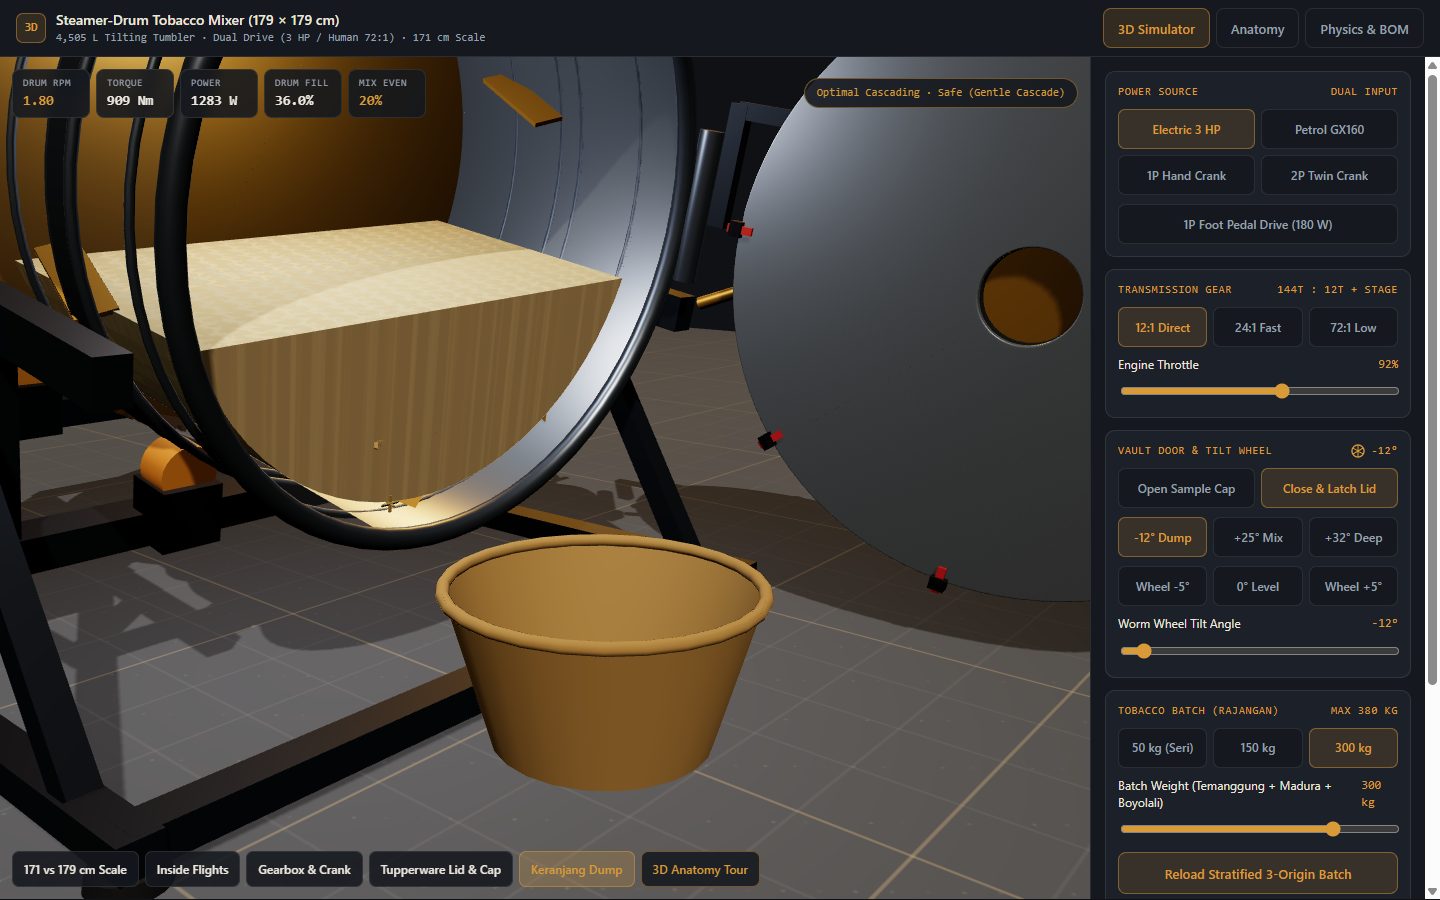 3D
Steamer-Drum Tobacco Mixer (179 × 179 cm)
4,505 L Tilting Tumbler · Dual Drive (3 HP / Human 72:1) · 171 cm Scale
3D Simulator
Anatomy
Physics & BOM
DRUM RPM
1.80
TORQUE
909 Nm
POWER
1283 W
DRUM FILL
36.0%
MIX EVEN
20%
Optimal Cascading · Safe (Gentle Cascade)
POWER SOURCE
DUAL INPUT
Electric 3 HP
Petrol GX160
1P Hand Crank
2P Twin Crank
1P Foot Pedal Drive (180 W)
TRANSMISSION GEAR
144T : 12T + STAGE
12:1 Direct
24:1 Fast
72:1 Low
Engine Throttle
92%
VAULT DOOR & TILT WHEEL
-12°
Open Sample Cap
Close & Latch Lid
-12° Dump
+25° Mix
+32° Deep
Wheel -5°
0° Level
Wheel +5°
Worm Wheel Tilt Angle
-12°
TOBACCO BATCH (RAJANGAN)
MAX 380 KG
50 kg (Seri)
150 kg
300 kg
Batch Weight (Temanggung + Madura +
Boyolali)
300
kg
Reload Stratified 3-Origin Batch
171 vs 179 cm Scale
Inside Flights
Gearbox & Crank
Tupperware Lid & Cap
Keranjang Dump
3D Anatomy Tour